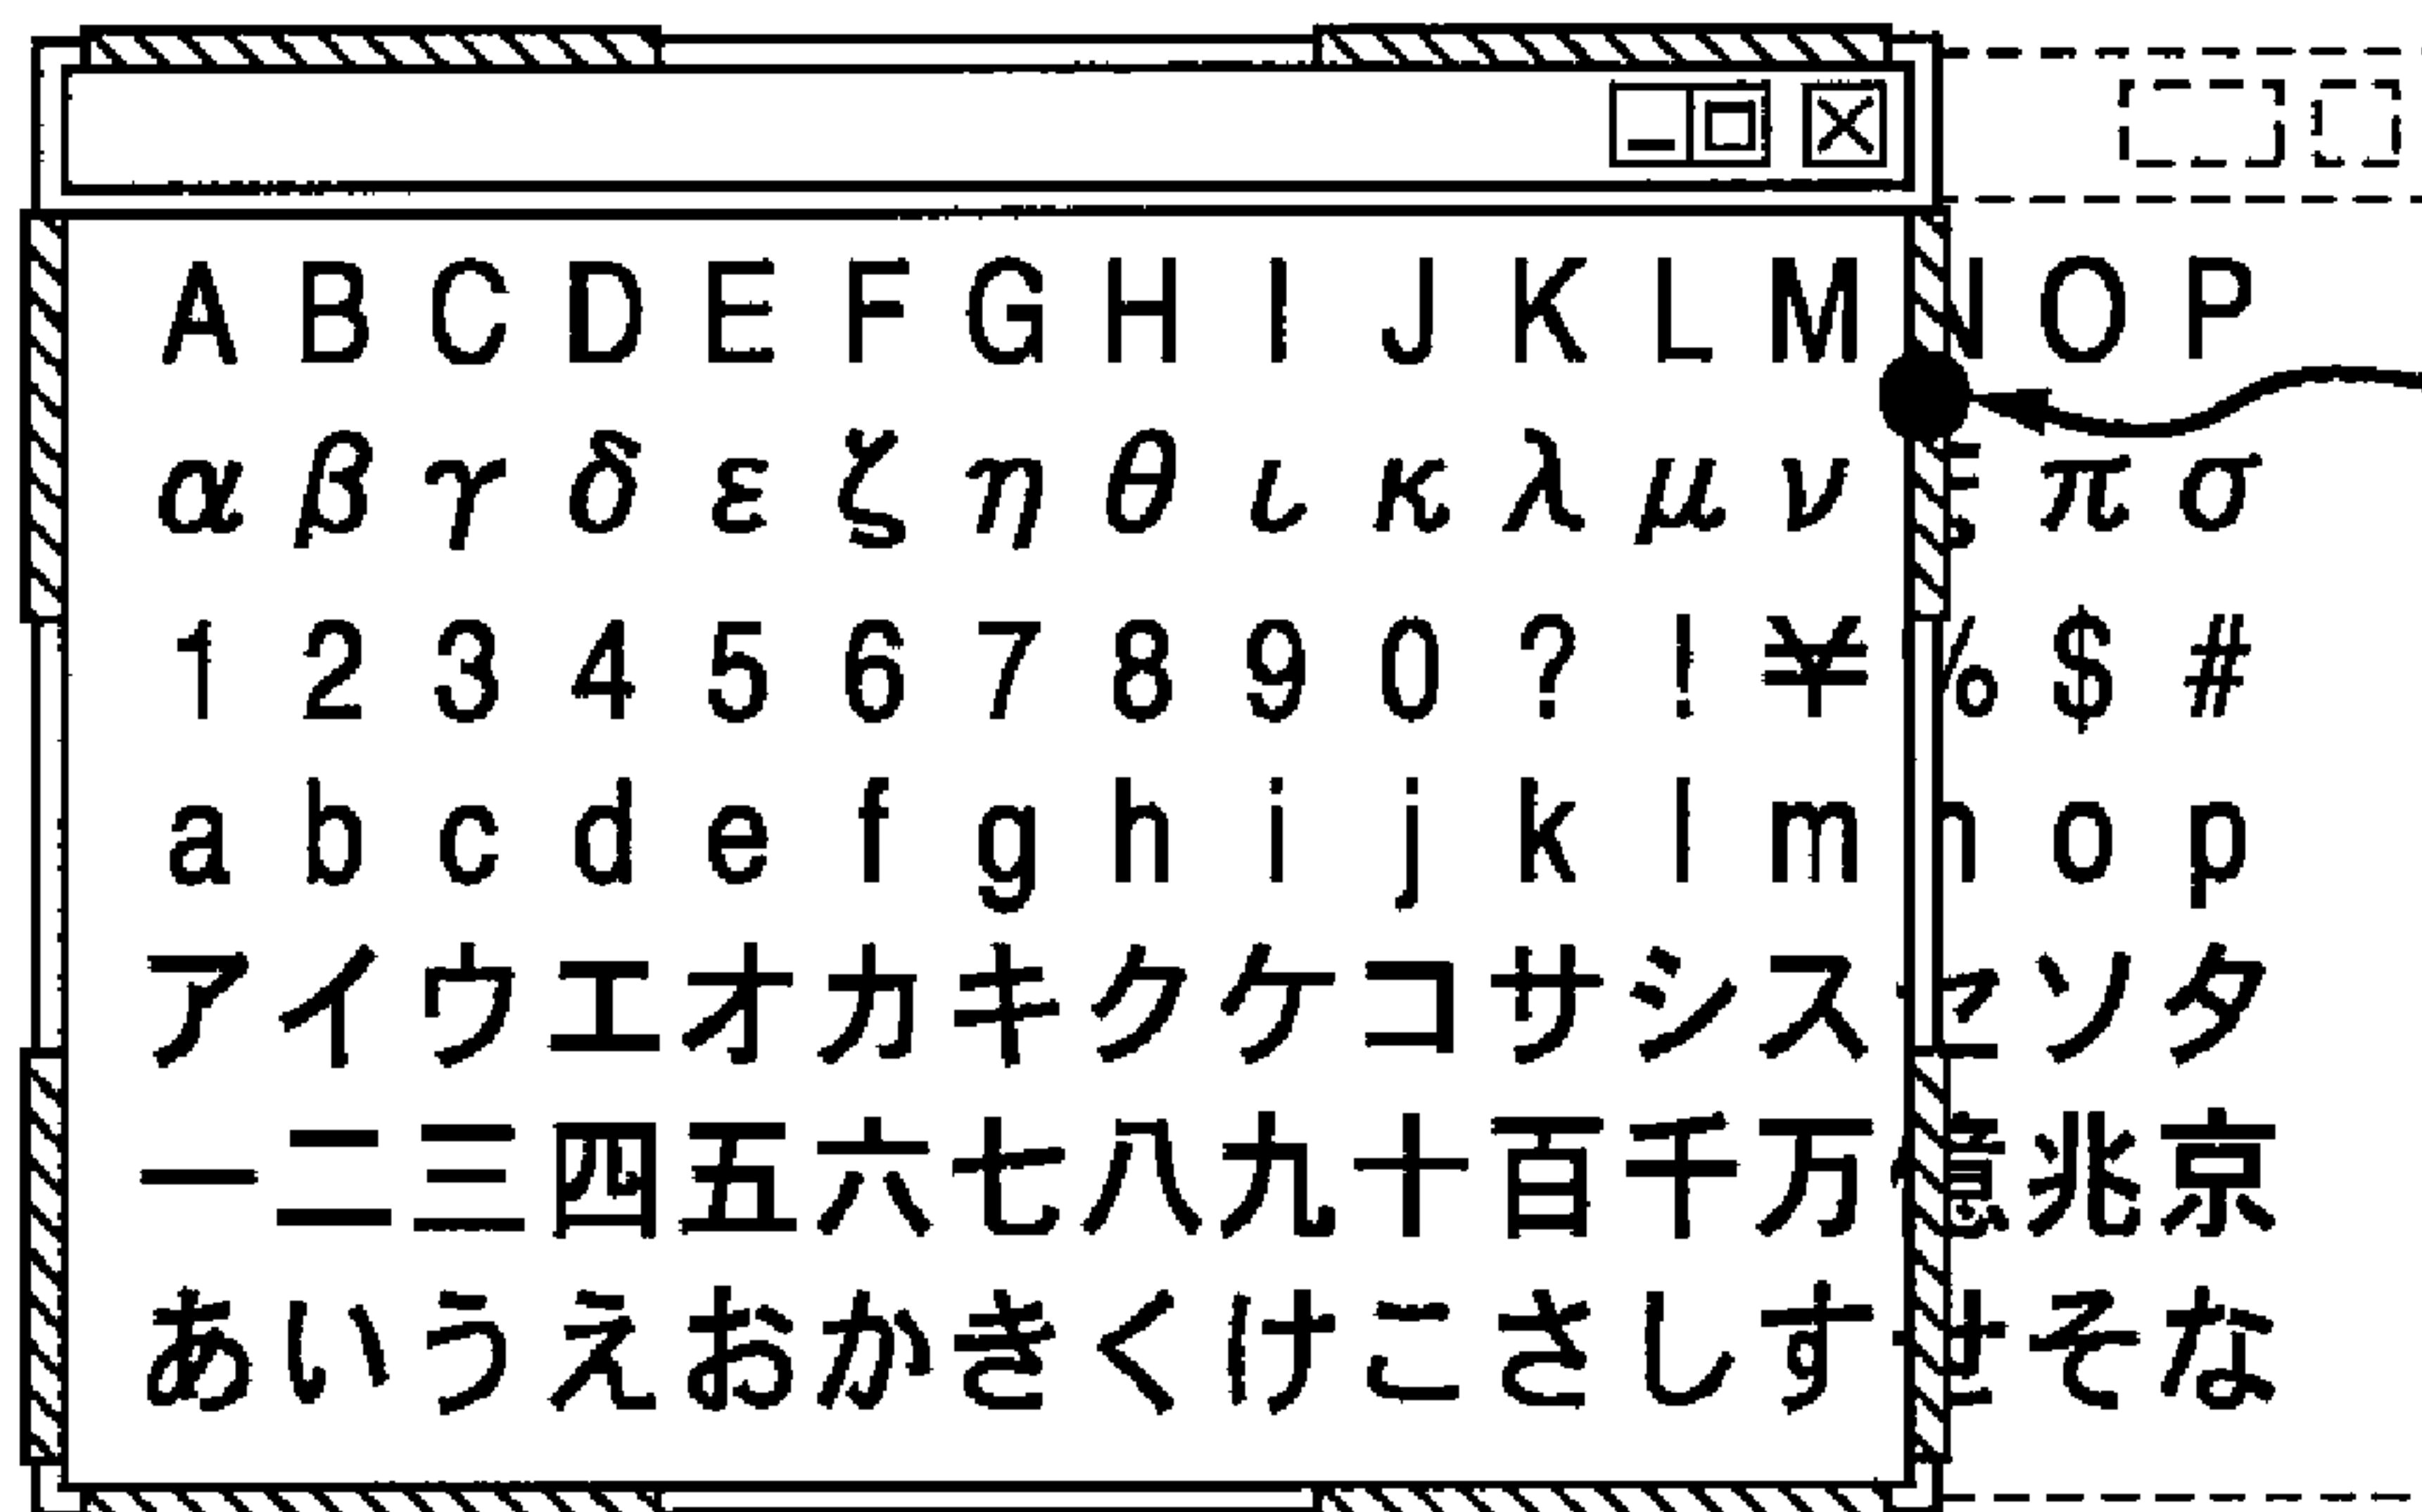 A B C D E F G H I J K L M N O P
α β γ δ ε ζ η θ ι κ λ μ ν ξ π σ
1 2 3 4 5 6 7 8 9 0 ? ! ¥ % $ #
a b c d e f g h i j k l m n o p
ア イ ウ エ オ カ キ ク ケ コ サ シ ス セ ソ タ
一 二 三 四 五 六 七 八 九 十 百 千 万 億 兆 京
あ い う え お か き く け こ さ し す せ そ な